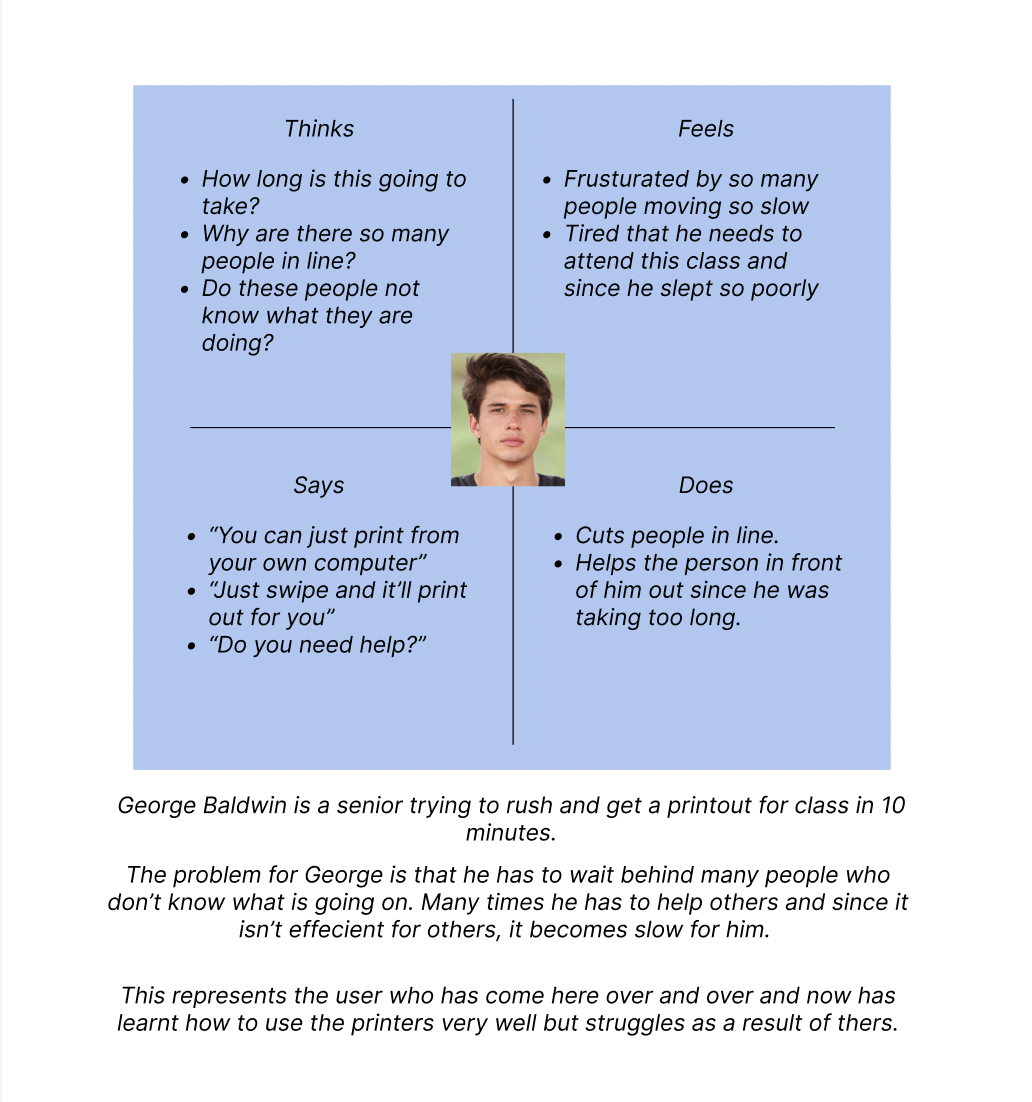 Thinks
• How long is this going to
take?
• Why are there so many
people in line?
• Do these people not
know what they are
doing?
Feels
• Frusturated by so many
people moving so slow
• Tired that he needs to
attend this class and
since he slept so poorly
Says
• “You can just print from
your own computer”
• “Just swipe and it’ll print
out for you”
• “Do you need help?”
Does
• Cuts people in line.
• Helps the person in front
of him out since he was
taking too long.
George Baldwin is a senior trying to rush and get a printout for class in 10
minutes.
The problem for George is that he has to wait behind many people who
don’t know what is going on. Many times he has to help others and since it
isn’t effecient for others, it becomes slow for him.
This represents the user who has come here over and over and now has
learnt how to use the printers very well but struggles as a result of thers.